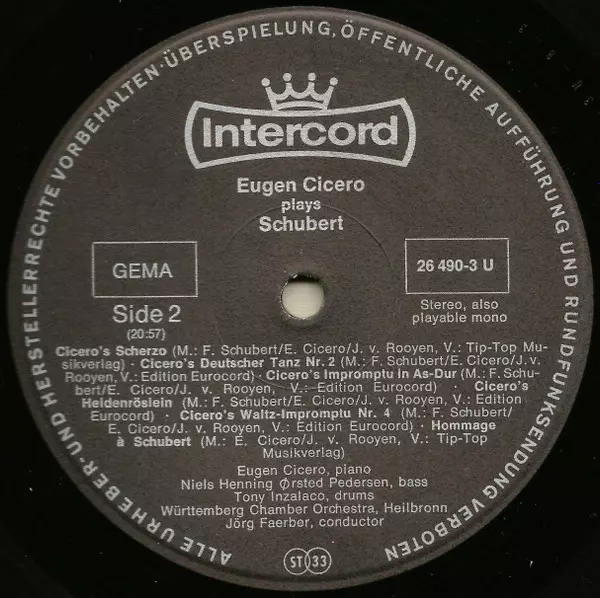 ALLE URHEBER- UND HERSTELLERRECHTE VORBEHALTEN · ÜBERSPIELUNG, ÖFFENTLICHE AUFFÜHRUNG UND RUNDFUNKSENDUNG VERBOTEN
Intercord
Eugen Cicero
plays
Schubert
GEMA
26 490-3 U
Side 2
(20:57)
Stereo, also
playable mono
Cicero's Scherzo (M.: F. Schubert/E. Cicero/J. v. Rooyen, V.: Tip-Top Mu-
sikverlag) · Cicero's Deutscher Tanz Nr. 2 (M.: F. Schubert/E. Cicero/J. v.
Rooyen, V.: Edition Eurocord) · Cicero's Impromptu in As-Dur (M.: F. Schu-
bert/E. Cicero/J. v. Rooyen, V.: Edition Eurocord) · Cicero's
Heidenröslein (M.: F. Schubert/E. Cicero/J. v. Rooyen, V.: Edition
Eurocord) · Cicero's Waltz-Impromptu Nr. 4 (M.: F. Schubert/
E. Cicero/J. v. Rooyen, V.: Edition Eurocord) · Hommage
à Schubert (M.: E. Cicero/J. v. Rooyen, V.: Tip-Top
Musikverlag)
Eugen Cicero, piano
Niels Henning Ørsted Pedersen, bass
Tony Inzalaco, drums
Württemberg Chamber Orchestra, Heilbronn
Jörg Faerber, conductor
ST 33